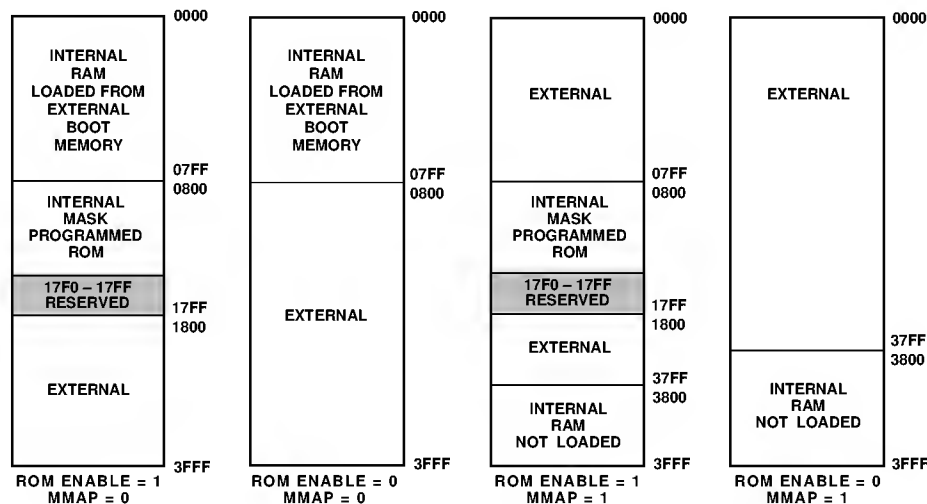 0000
INTERNAL
RAM
LOADED FROM
EXTERNAL
BOOT
MEMORY
07FF
0800
INTERNAL
MASK
PROGRAMMED
ROM
17F0 – 17FF
RESERVED
17FF
1800
EXTERNAL
3FFF
ROM ENABLE = 1
MMAP = 0
0000
INTERNAL
RAM
LOADED FROM
EXTERNAL
BOOT
MEMORY
07FF
0800
EXTERNAL
3FFF
ROM ENABLE = 0
MMAP = 0
0000
EXTERNAL
07FF
0800
INTERNAL
MASK
PROGRAMMED
ROM
17F0 – 17FF
RESERVED
17FF
1800
EXTERNAL
37FF
3800
INTERNAL
RAM
NOT LOADED
3FFF
ROM ENABLE = 1
MMAP = 1
0000
EXTERNAL
37FF
3800
INTERNAL
RAM
NOT LOADED
3FFF
ROM ENABLE = 0
MMAP = 1